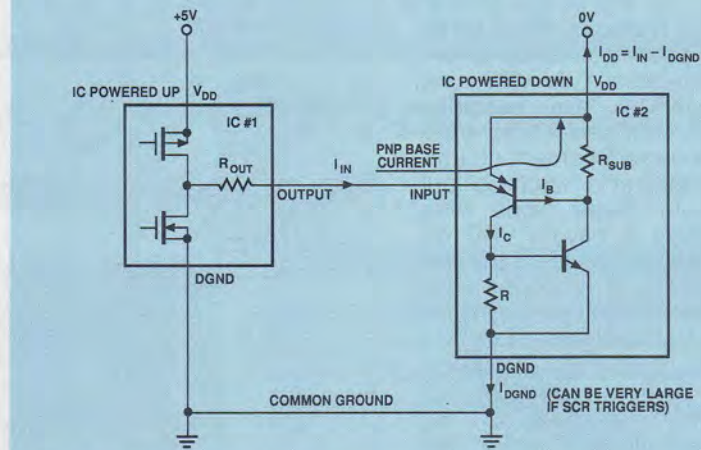 +5V
0V
I_DD = I_IN – I_DGND
IC POWERED UP
V_DD
IC POWERED DOWN
V_DD
IC #1
IC #2
PNP BASE
CURRENT
R_OUT
I_IN
R_SUB
OUTPUT
INPUT
I_B
I_C
R
DGND
DGND
COMMON GROUND
I_DGND (CAN BE VERY LARGE
IF SCR TRIGGERS)